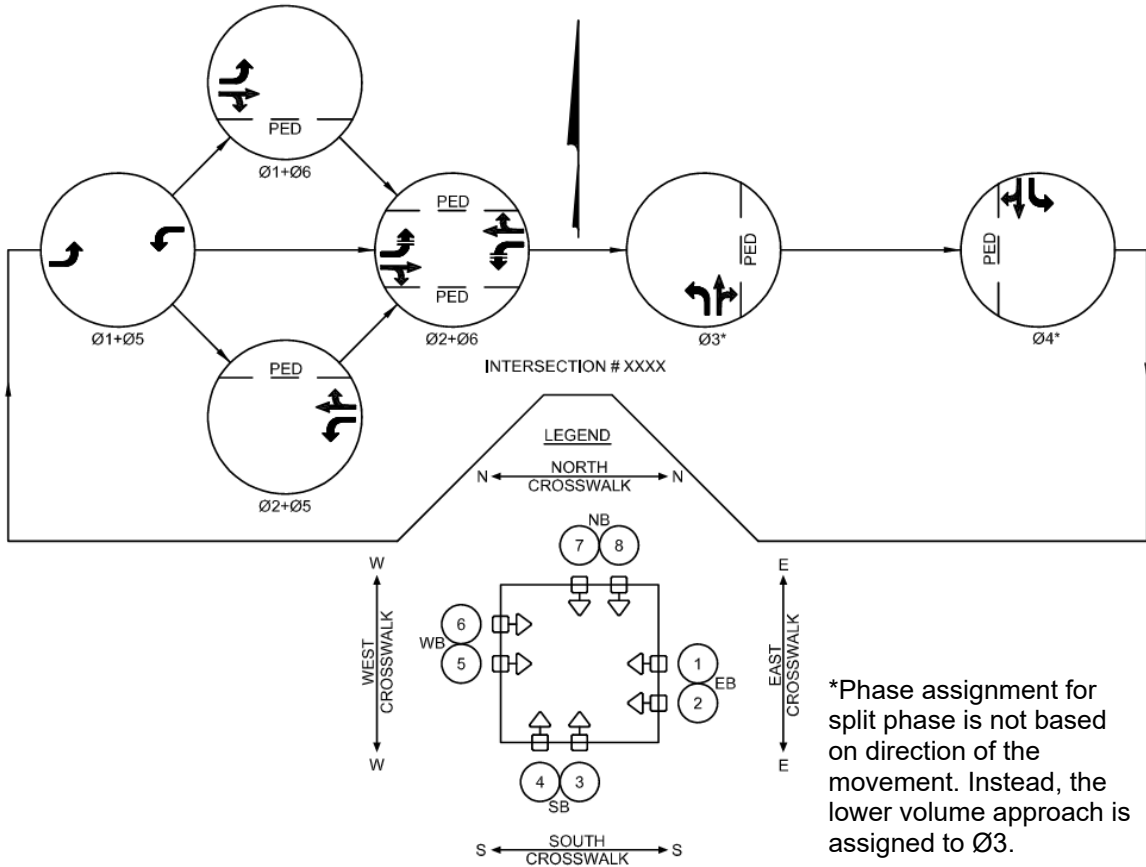 PED
Ø1+Ø6
Ø1+Ø5
PED
PED
Ø2+Ø6
PED
Ø3*
PED
Ø4*
PED
Ø2+Ø5
INTERSECTION # XXXX
LEGEND
N NORTH N
CROSSWALK
NB
7 8
W
WEST
CROSSWALK
W
6
WB
5
1
EB
2
E
EAST
CROSSWALK
E
4 3
SB
S SOUTH S
CROSSWALK
*Phase assignment for
split phase is not based
on direction of the
movement. Instead, the
lower volume approach is
assigned to Ø3.